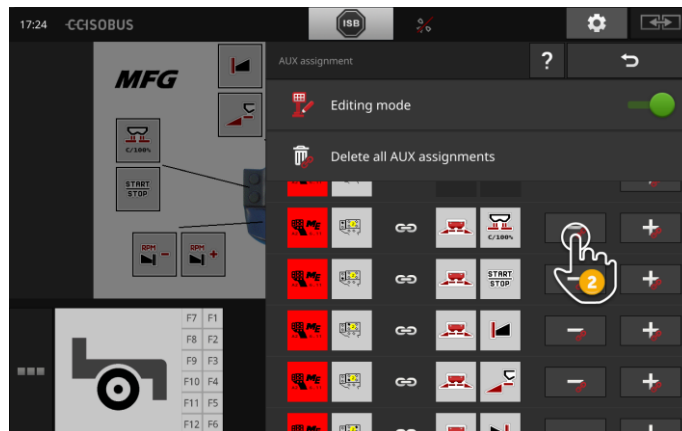 17:24
CCISOBUS
ISB
AUX assignment
?
Editing mode
Delete all AUX assignments
MFG
C/100%
START
STOP
RPM
RPM
C/100%
START
STOP
2
F7 F1
F8 F2
F9 F3
F10 F4
F11 F5
F12 F6